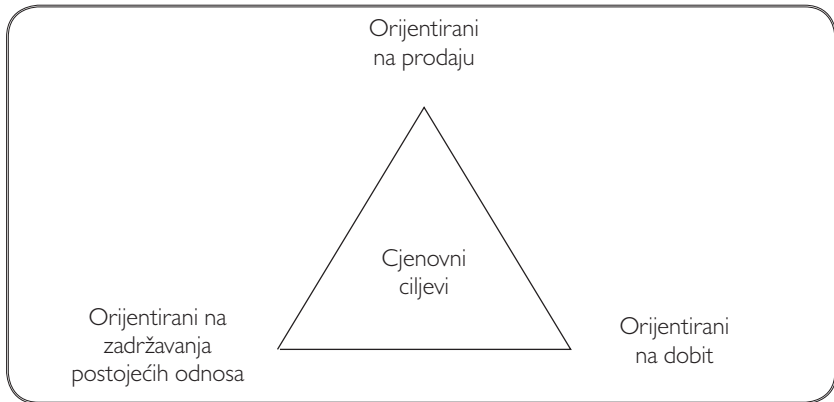 Orijentirani
na prodaju
Cjenovni
ciljevi
Orijentirani na
zadržavanja
postojećih odnosa
Orijentirani
na dobit